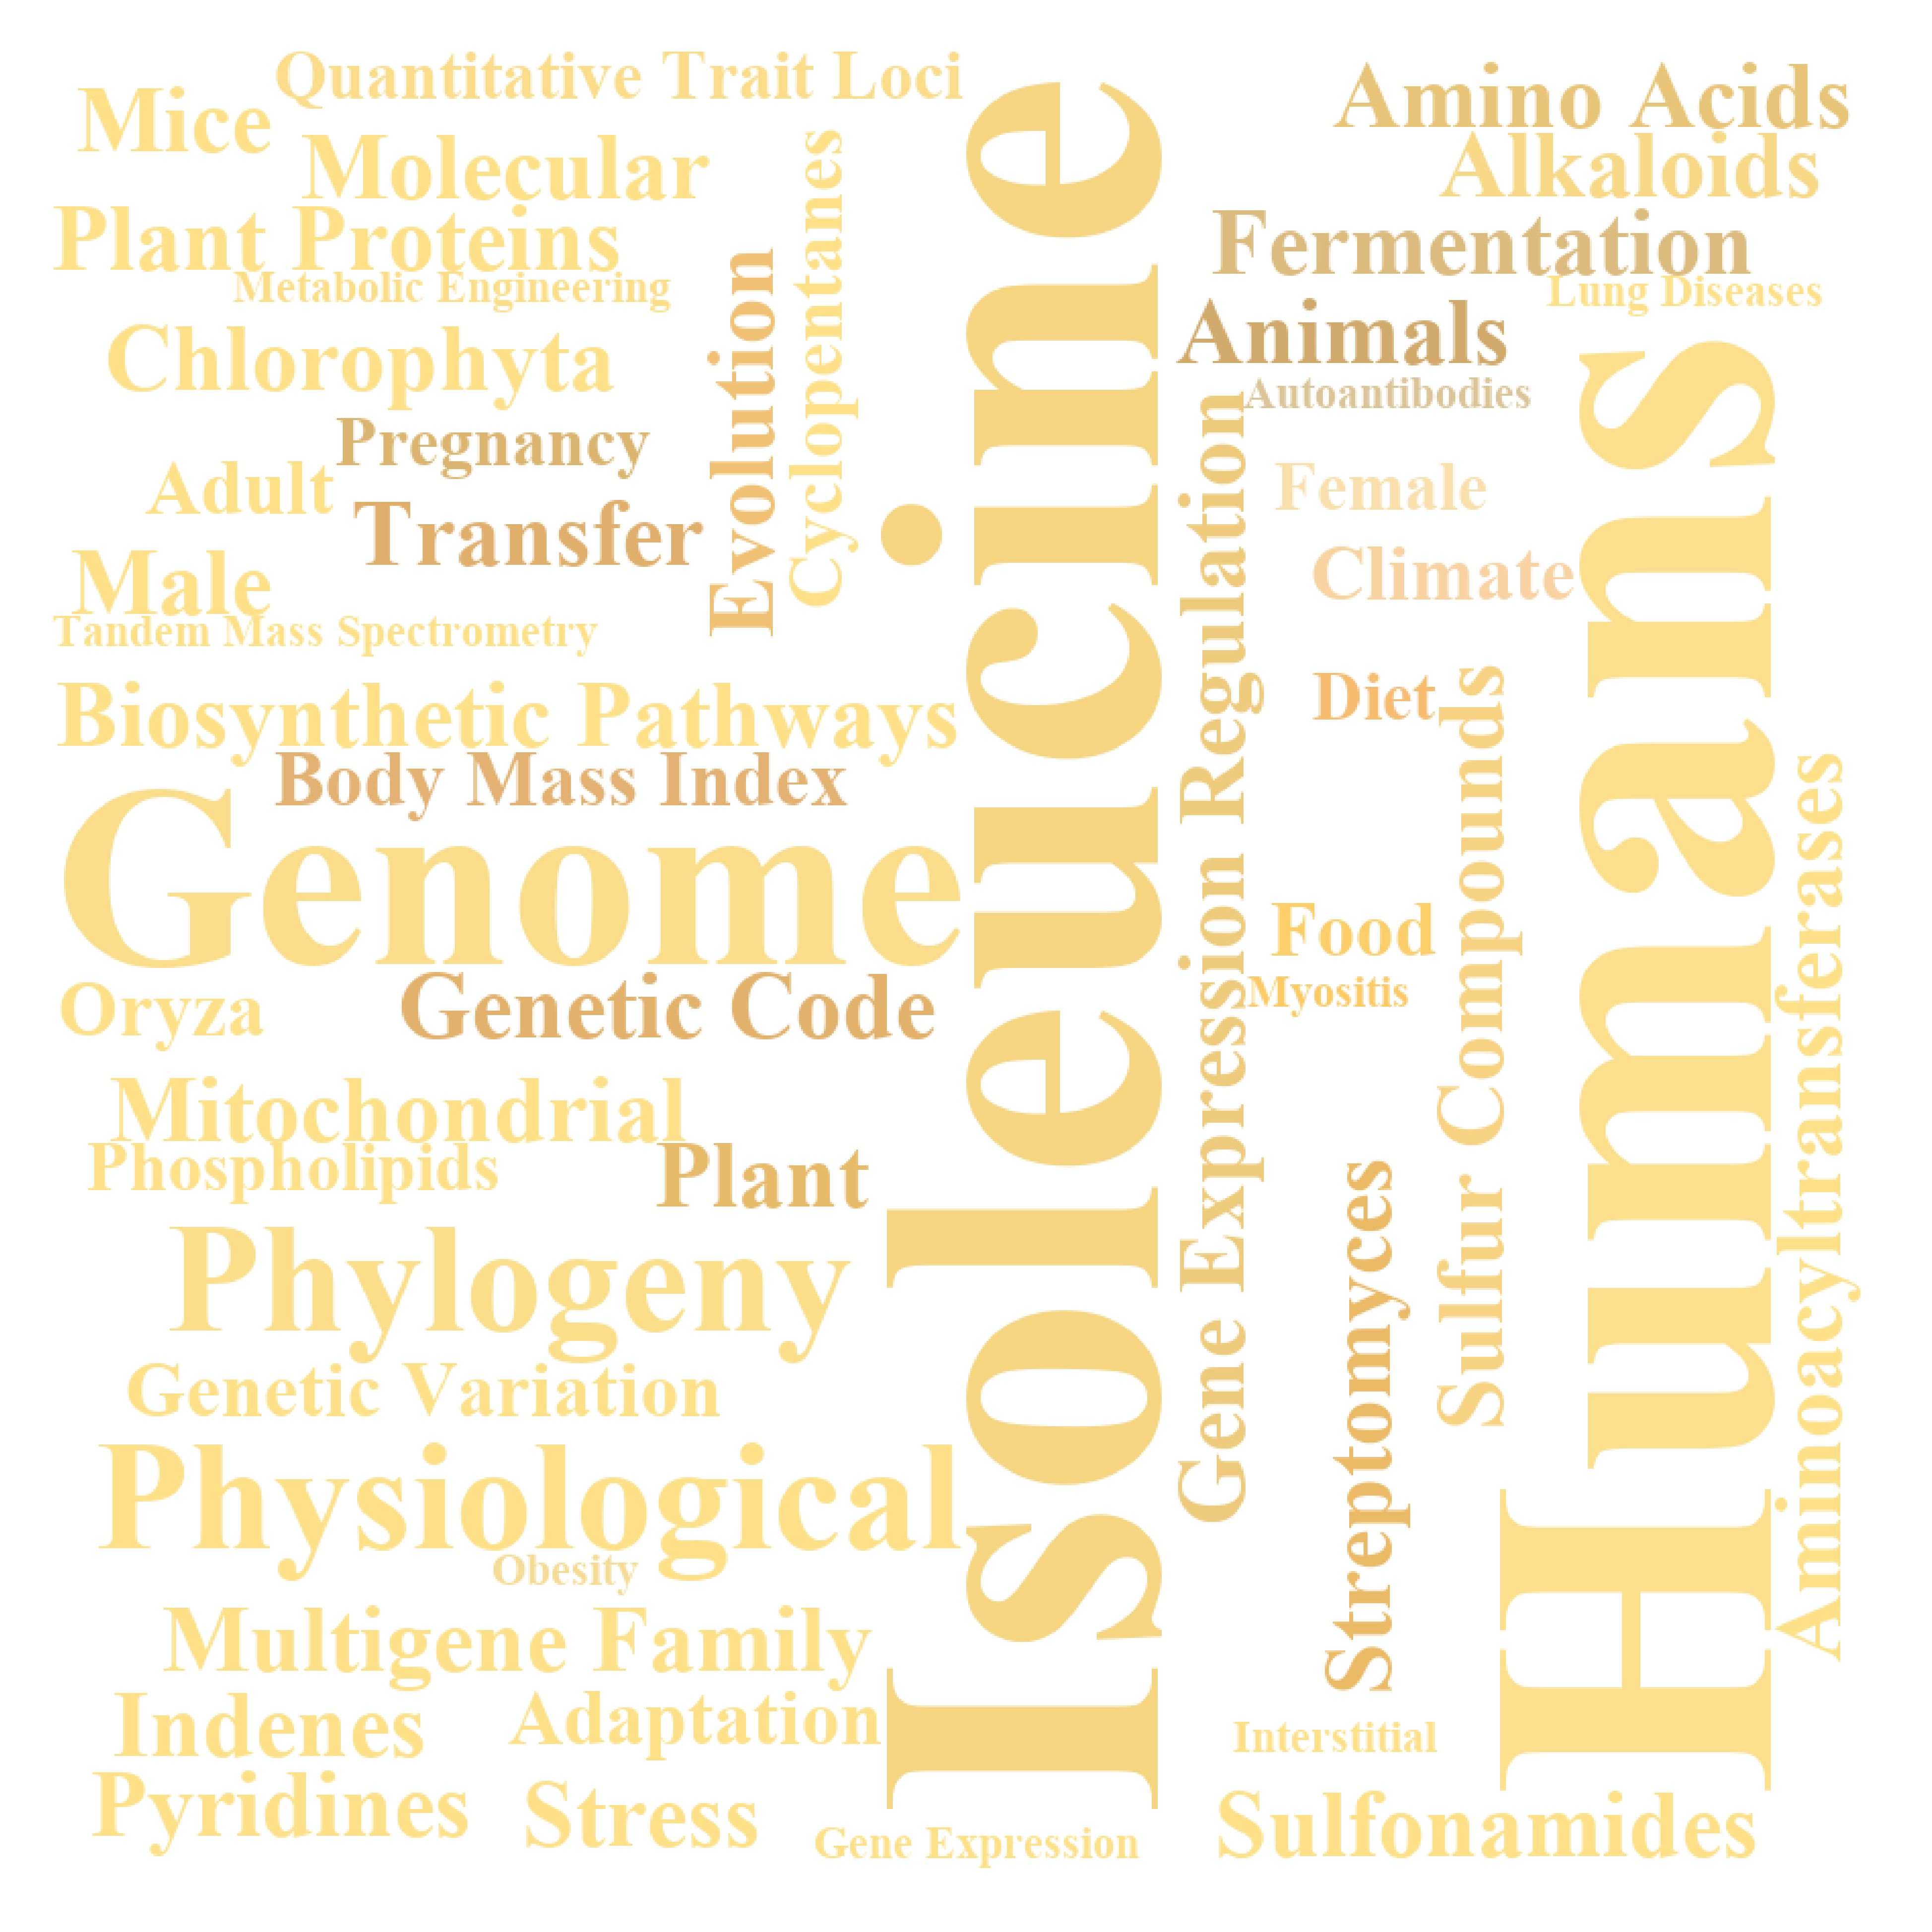 Quantitative Trait Loci
Mice
Molecular
Plant Proteins
Metabolic Engineering
Chlorophyta
Pregnancy
Adult
Transfer
Male
Tandem Mass Spectrometry
Evolution
Cyclopentanes
Biosynthetic Pathways
Body Mass Index
Genome
Oryza
Genetic Code
Mitochondrial
Phospholipids
Plant
Phylogeny
Genetic Variation
Physiological
Obesity
Multigene Family
Indenes
Adaptation
Pyridines
Stress
Gene Expression
Isoleucine
Amino Acids
Alkaloids
Fermentation
Lung Diseases
Animals
Autoantibodies
Female
Climate
Gene Expression Regulation
Diet
Food
Myositis
Sulfur Compounds
Streptomyces
Humans
Aminoacyltransferases
Interstitial
Sulfonamides